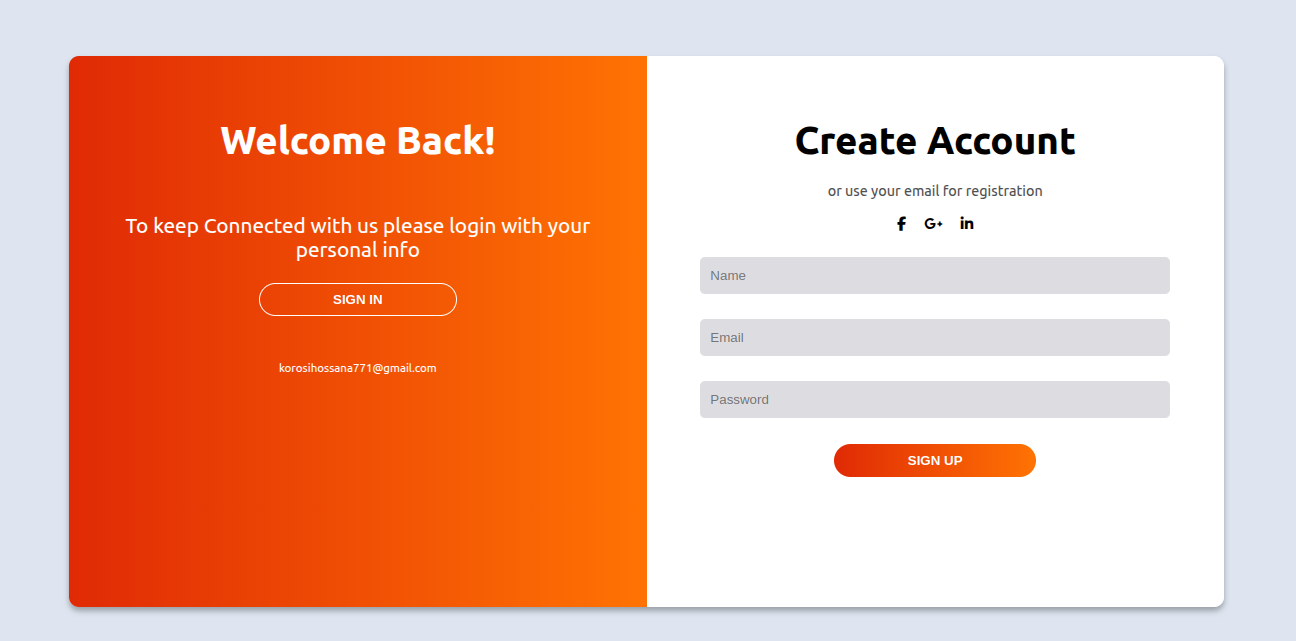 Welcome Back!
To keep Connected with us please login with your
personal info
SIGN IN
korosihossana771@gmail.com
Create Account
or use your email for registration
f G+ in
Name
Email
Password
SIGN UP